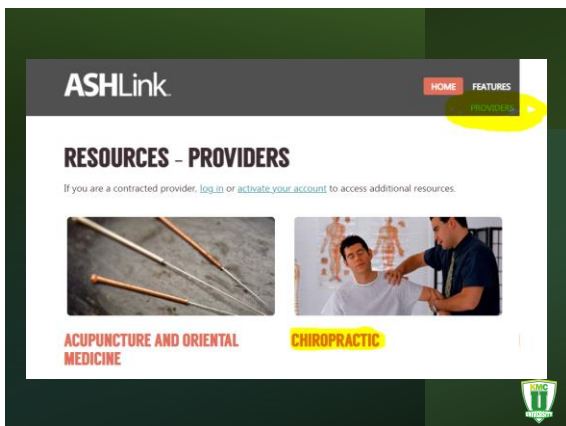 ASHLink
HOME FEATURES
PROVIDERS
RESOURCES - PROVIDERS
If you are a contracted provider, log in or activate your account to access additional resources.
ACUPUNCTURE AND ORIENTAL
MEDICINE
CHIROPRACTIC
KMC
U
UNIVERSITY